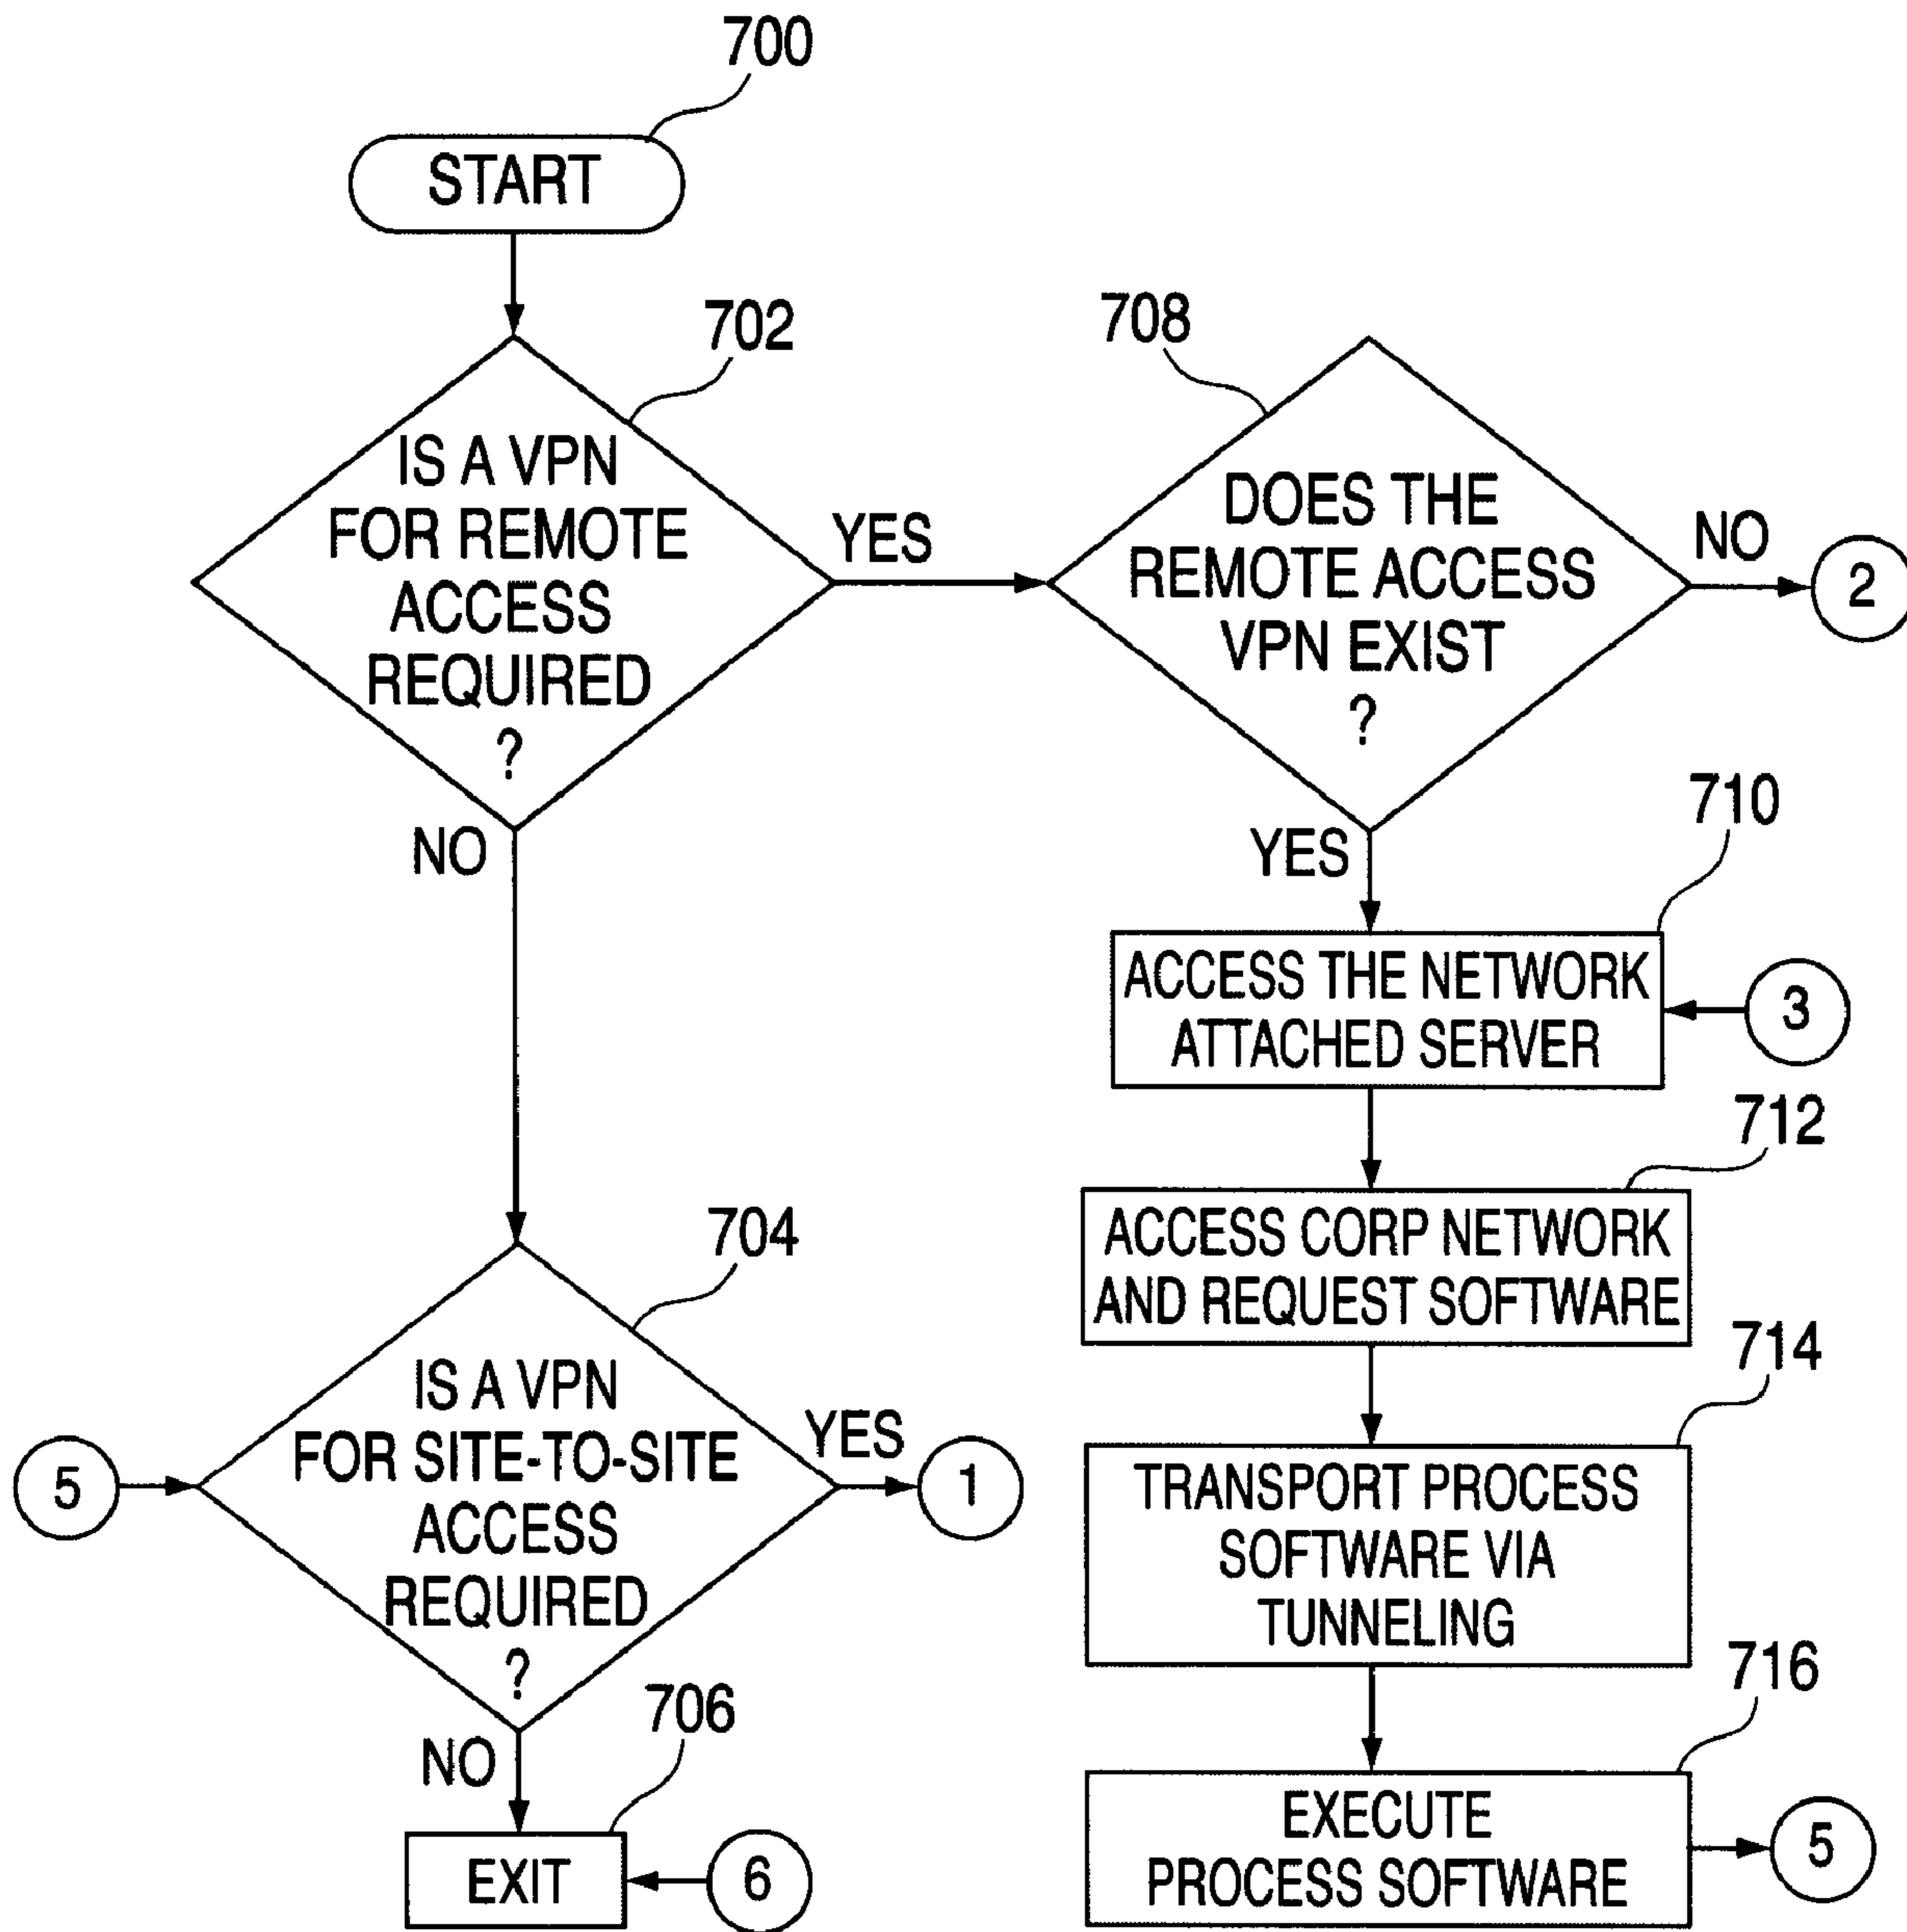 700
START
702
IS A VPN
FOR REMOTE
ACCESS
REQUIRED
?
YES
NO
708
DOES THE
REMOTE ACCESS
VPN EXIST
?
NO
2
YES
710
ACCESS THE NETWORK
ATTACHED SERVER
3
712
ACCESS CORP NETWORK
AND REQUEST SOFTWARE
714
TRANSPORT PROCESS
SOFTWARE VIA
TUNNELING
716
EXECUTE
PROCESS SOFTWARE
5
704
5
IS A VPN
FOR SITE-TO-SITE
ACCESS
REQUIRED
?
YES
1
NO
706
EXIT
6